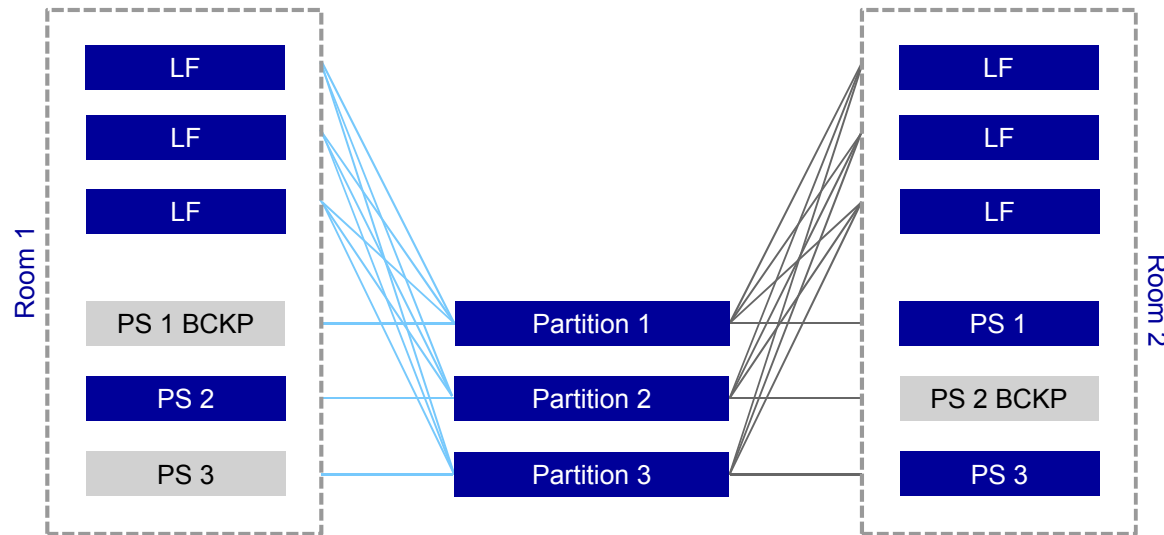 Room 1
LF
LF
LF
PS 1 BCKP
PS 2
PS 3
Partition 1
Partition 2
Partition 3
LF
LF
LF
PS 1
PS 2 BCKP
PS 3
Room 2